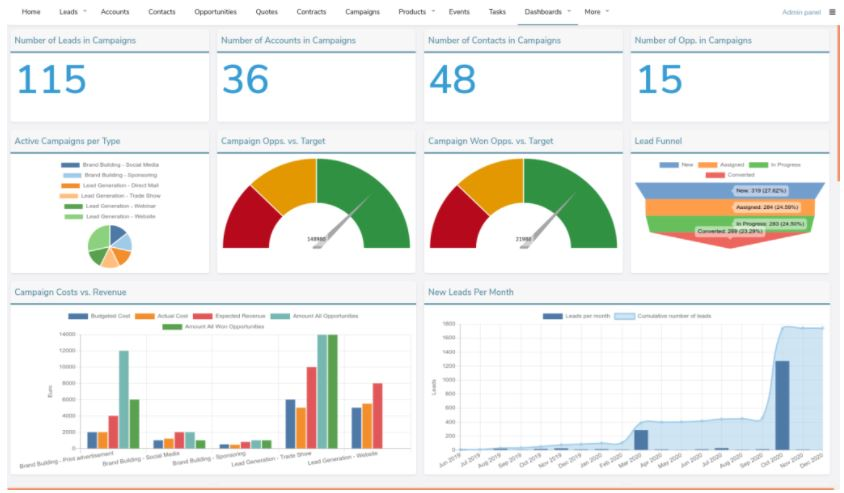 Home Leads Accounts Contacts Opportunities Quotes Contracts Campaigns Products Events Tasks Dashboards More Admin panel
Number of Leads in Campaigns
115
Number of Accounts in Campaigns
36
Number of Contacts in Campaigns
48
Number of Opp. in Campaigns
15
Active Campaigns per Type
Brand Building - Social Media
Brand Building - Sponsoring
Lead Generation - Direct Mail
Lead Generation - Trade Show
Lead Generation - Webinar
Lead Generation - Website
Campaign Opps. vs. Target
148980
Campaign Won Opps. vs. Target
21980
Lead Funnel
New Assigned In Progress
Converted
New: 319 (27.62%)
Assigned: 284 (24.59%)
In Progress: 283 (24.50%)
Converted: 269 (23.29%)
Campaign Costs vs. Revenue
Budgeted Cost Actual Cost Expected Revenue Amount All Opportunities
Amount All Won Opportunities
14000
12000
10000
8000
6000
4000
2000
0
Euro
Brand Building - Print advertisement
Brand Building - Social Media
Brand Building - Sponsoring
Lead Generation - Trade Show
Lead Generation - Website
New Leads Per Month
Leads per month Cumulative number of leads
1800
1600
1400
1200
1000
800
600
400
200
0
Leads
Jun 2019 Jul 2019 Aug 2019 Sep 2019 Oct 2019 Nov 2019 Dec 2019 Jan 2020 Feb 2020 Mar 2020 Apr 2020 May 2020 Jun 2020 Jul 2020 Aug 2020 Sep 2020 Oct 2020 Nov 2020 Dec 2020